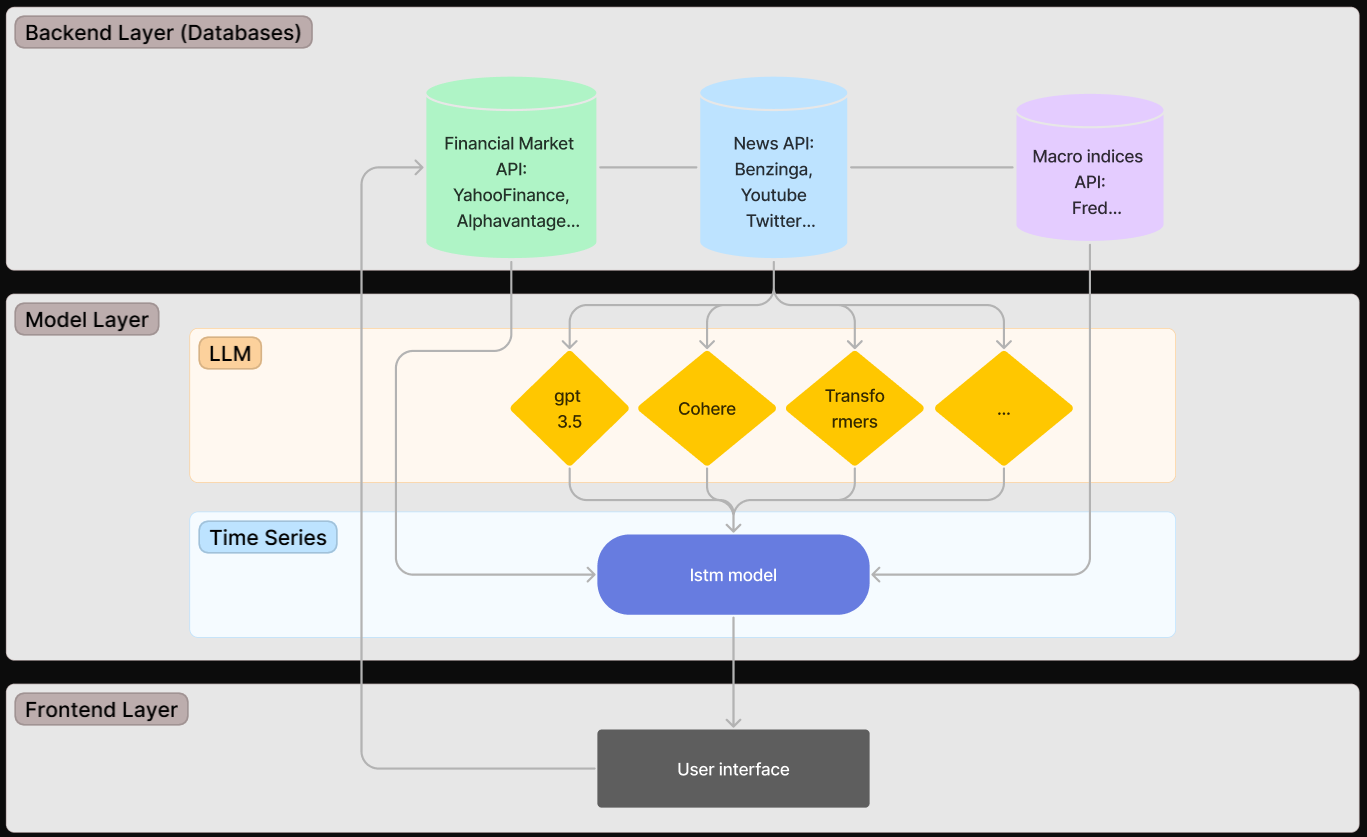 Backend Layer (Databases)
Financial Market
API:
YahooFinance,
Alphavantage...
News API:
Benzinga,
Youtube
Twitter...
Macro indices
API:
Fred...
Model Layer
LLM
gpt
3.5
Cohere
Transfo
rmers
...
Time Series
lstm model
Frontend Layer
User interface